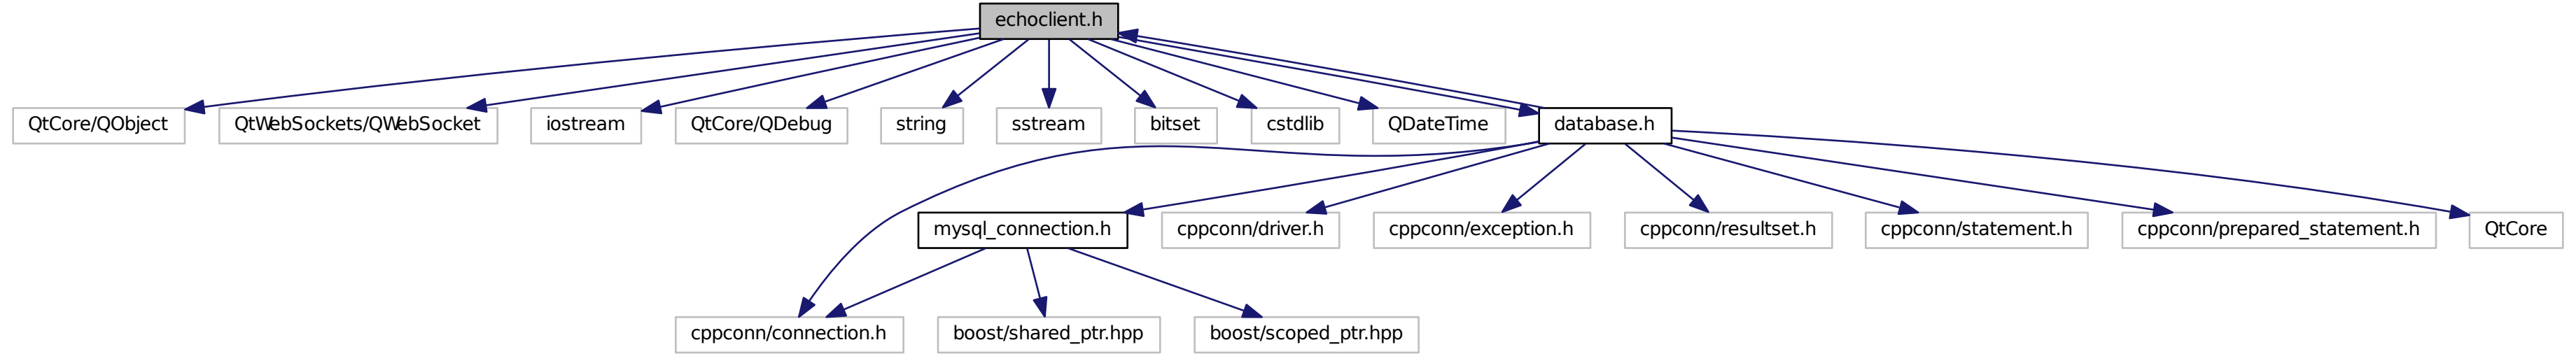 echoclient.h
QtCore/QObject
QtWebSockets/QWebSocket
iostream
QtCore/QDebug
string
sstream
bitset
cstdlib
QDateTime
database.h
mysql_connection.h
cppconn/driver.h
cppconn/exception.h
cppconn/resultset.h
cppconn/statement.h
cppconn/prepared_statement.h
QtCore
cppconn/connection.h
boost/shared_ptr.hpp
boost/scoped_ptr.hpp